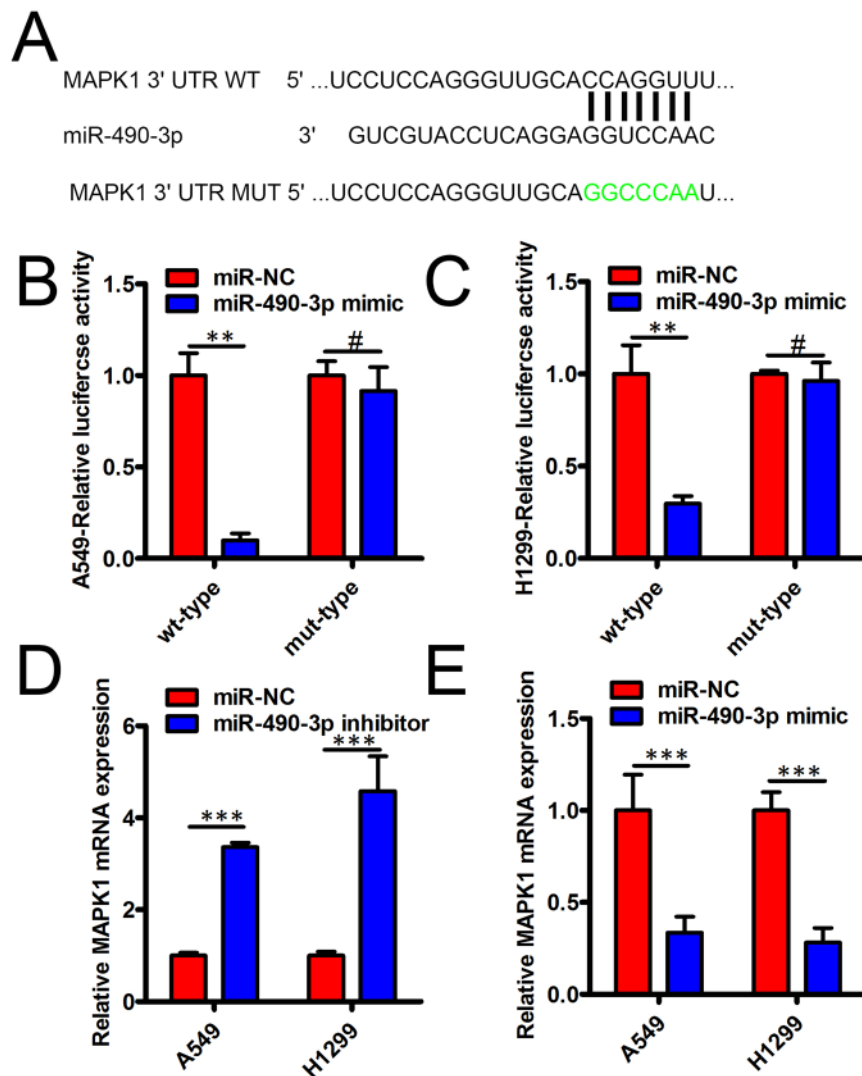 A
MAPK1 3' UTR WT 5' ...UCCUCCAGGGUUGCACCAGGUUU...
miR-490-3p 3' GUCGUACCUCAGGAGGUCCAAC
MAPK1 3' UTR MUT 5' ...UCCUCCAGGGUUGCAGGCCCAAU...
B
A549-Relative lucifercse activity
miR-NC
miR-490-3p mimic
1.5
1.0
0.5
0.0
**
#
wt-type
mut-type
C
H1299-Relative lucifercse activity
miR-NC
miR-490-3p mimic
1.5
1.0
0.5
0.0
**
#
wt-type
mut-type
D
Relative MAPK1 mRNA expression
miR-NC
miR-490-3p inhibitor
6
4
2
0
***
***
A549
H1299
E
Relative MAPK1 mRNA expression
miR-NC
miR-490-3p mimic
1.5
1.0
0.5
0.0
***
***
A549
H1299